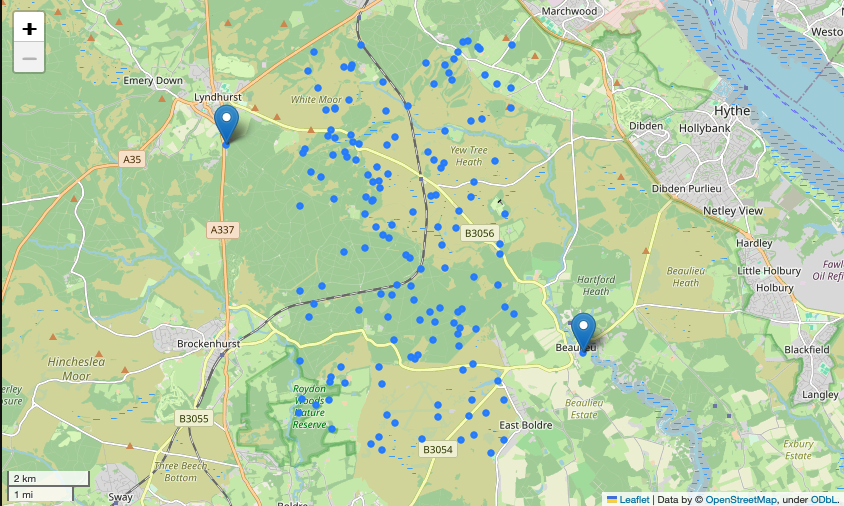 +
−
Marchwood
Westo
Emery Down
Lyndhurst
White Moor
Hythe
Dibden
Hollybank
A35
Yew Tree
Heath
Dibden Purlieu
Netley View
A337
B3056
Hardley
Fawle
Oil Refi
Little Holbury
Holbury
Beaulieu
Heath
Hartford
Heath
Brockenhurst
Beaulieu
Blackfield
Hincheslea
Moor
erley
osure
Roydon
Woods
Nature
Reserve
Langley
Beaulieu
Estate
B3055
East Boldre
B3054
Exbury
Estate
Three Beech
Bottom
2 km
1 mi
Sway
Boldre
Leaflet | Data by © OpenStreetMap, under ODbL.